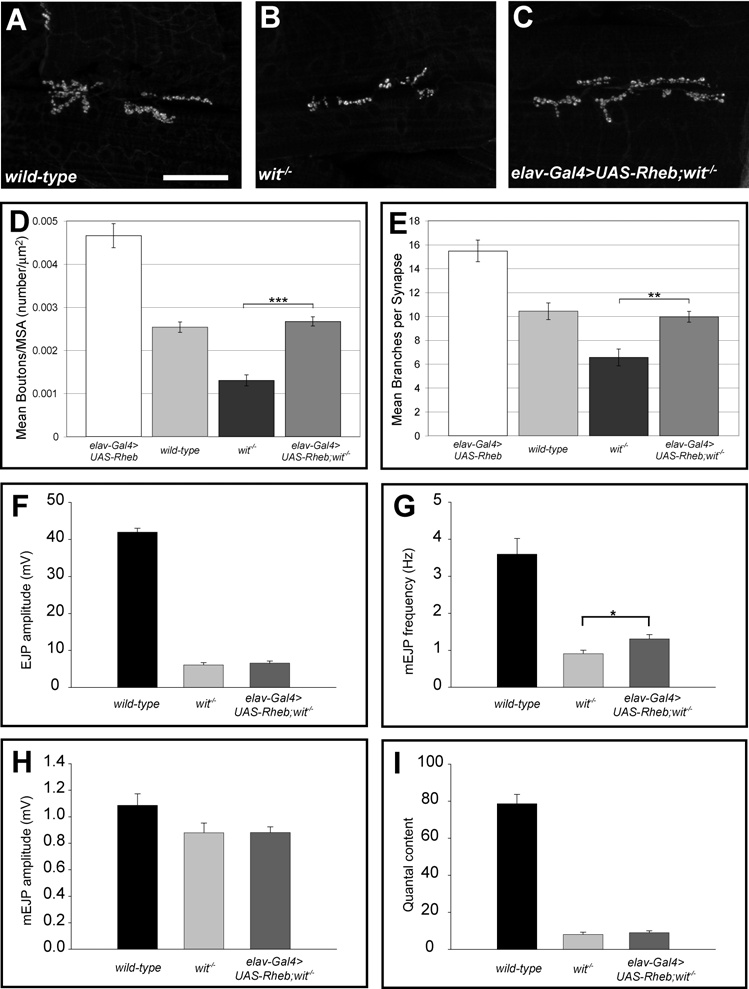 A
wild-type
B
wit-/-
C
elav-Gal4>UAS-Rheb;wit-/-
D
Mean Boutons/MSA (number/µm2)
0.005
0.004
0.003
0.002
0.001
0
***
elav-Gal4>
UAS-Rheb
wild-type
wit-/-
elav-Gal4>
UAS-Rheb;wit-/-
E
Mean Branches per Synapse
18
16
14
12
10
8
6
4
2
0
**
elav-Gal4>
UAS-Rheb
wild-type
wit-/-
elav-Gal4>
UAS-Rheb;wit-/-
F
EJP amplitude (mV)
50
40
30
20
10
0
wild-type
wit-/-
elav-Gal4>
UAS-Rheb;wit-/-
G
mEJP frequency (Hz)
5
4
3
2
1
0
*
wild-type
wit-/-
elav-Gal4>
UAS-Rheb;wit-/-
H
mEJP amplitude (mV)
1.4
1.2
1.0
0.8
0.6
0.4
0.2
0.0
wild-type
wit-/-
elav-Gal4>
UAS-Rheb;wit-/-
I
Quantal content
100
80
60
40
20
0
wild-type
wit-/-
elav-Gal4>
UAS-Rheb;wit-/-